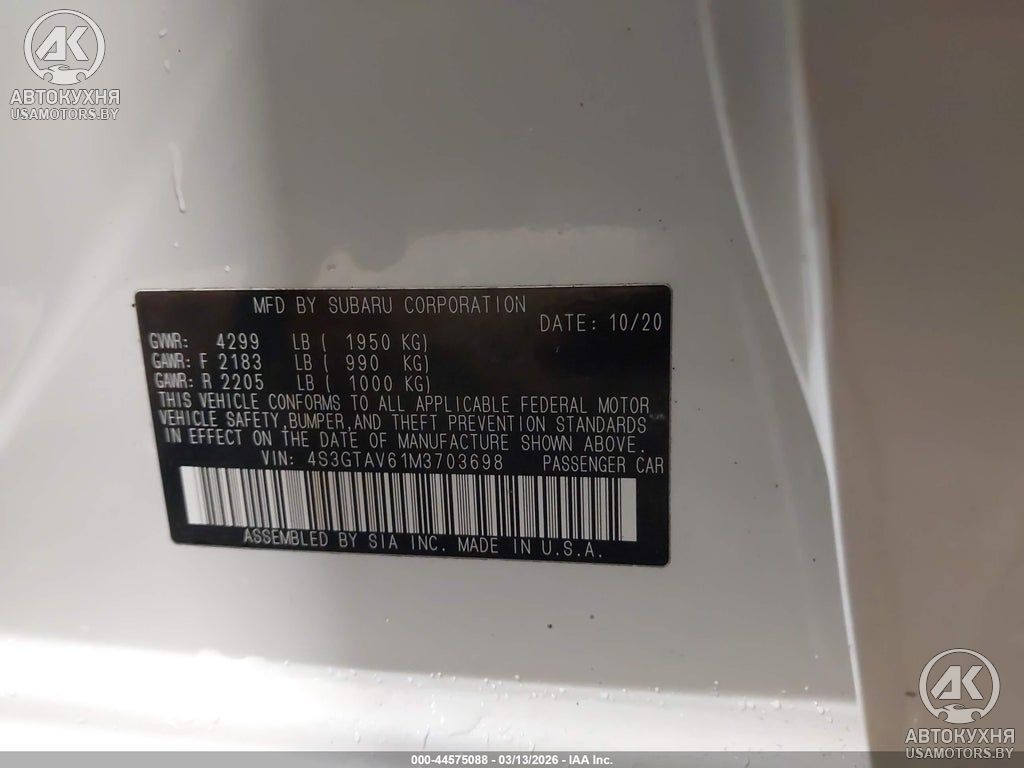 АК
АВТОКУХНЯ
USAMOTORS.BY
MFD BY SUBARU CORPORATION
DATE: 10/20
GVWR: 4299 LB ( 1950 KG)
GAWR: F 2183 LB ( 990 KG)
GAWR: R 2205 LB ( 1000 KG)
THIS VEHICLE CONFORMS TO ALL APPLICABLE FEDERAL MOTOR
VEHICLE SAFETY, BUMPER, AND THEFT PREVENTION STANDARDS
IN EFFECT ON THE DATE OF MANUFACTURE SHOWN ABOVE.
VIN: 4S3GTAV61M3703698 PASSENGER CAR
ASSEMBLED BY SIA INC. MADE IN U.S.A.
АК
АВТОКУХНЯ
USAMOTORS.BY
000-44575088 - 03/13/2026 - IAA Inc.